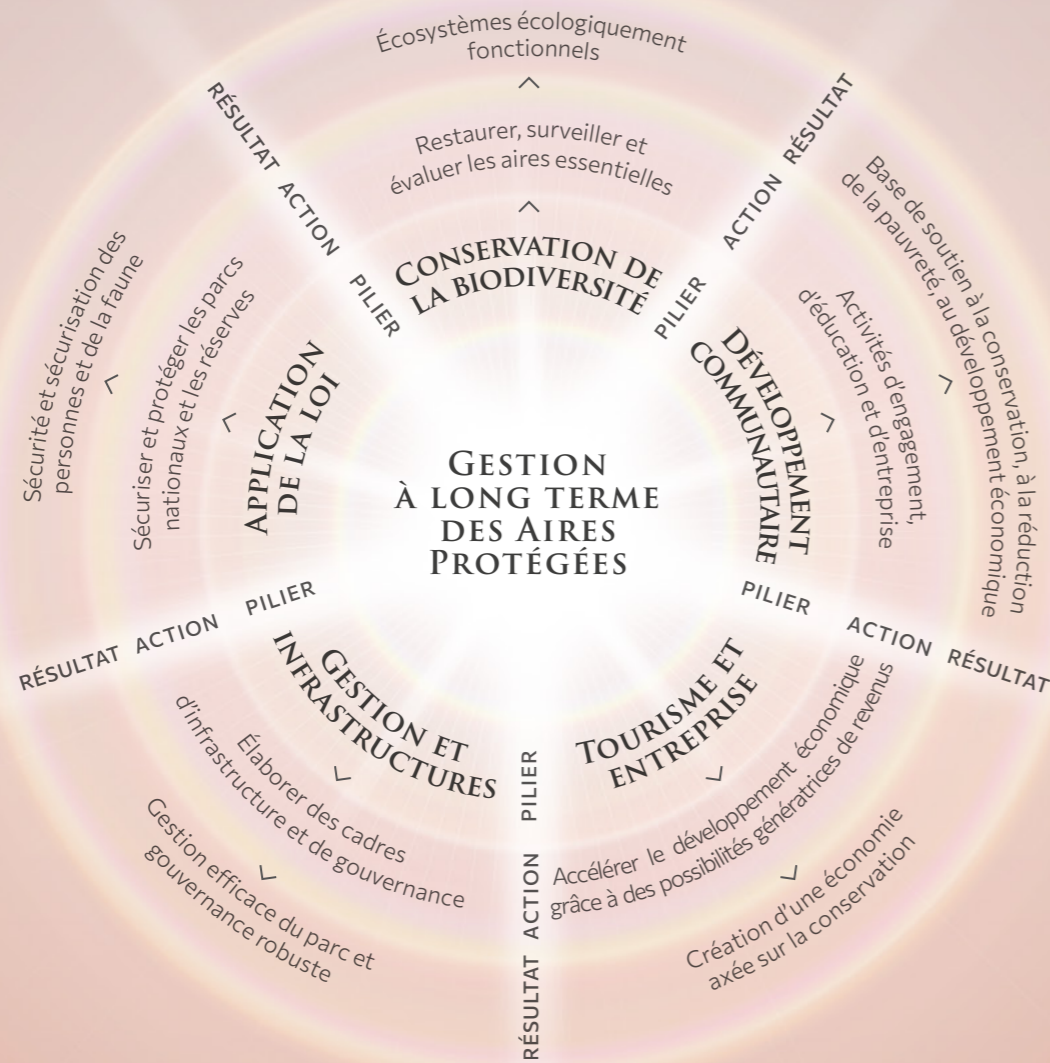 Écosystèmes écologiquement
fonctionnels
Restaurer, surveiller et
évaluer les aires essentielles
CONSERVATION DE
LA BIODIVERSITÉ
RÉSULTAT ACTION PILIER
PILIER ACTION RÉSULTAT
Base de soutien à la conservation, à la réduction
de la pauvreté, au développement économique
Activités d'engagement,
d'éducation et d'entreprise
DÉVELOPPEMENT
COMMUNAUTAIRE
PILIER ACTION RÉSULTAT
TOURISME ET
ENTREPRISE
Accélérer le développement économique
grâce à des possibilités génératrices de revenus
Création d'une économie
axée sur la conservation
RÉSULTAT ACTION PILIER
GESTION ET
INFRASTRUCTURES
Élaborer des cadres
d'infrastructure et de gouvernance
Gestion efficace du parc et
gouvernance robuste
RÉSULTAT ACTION PILIER
APPLICATION
DE LA LOI
Sécuriser et protéger les parcs
nationaux et les réserves
Sécurité et sécurisation des
personnes et de la faune
GESTION
À LONG TERME
DES AIRES
PROTÉGÉES